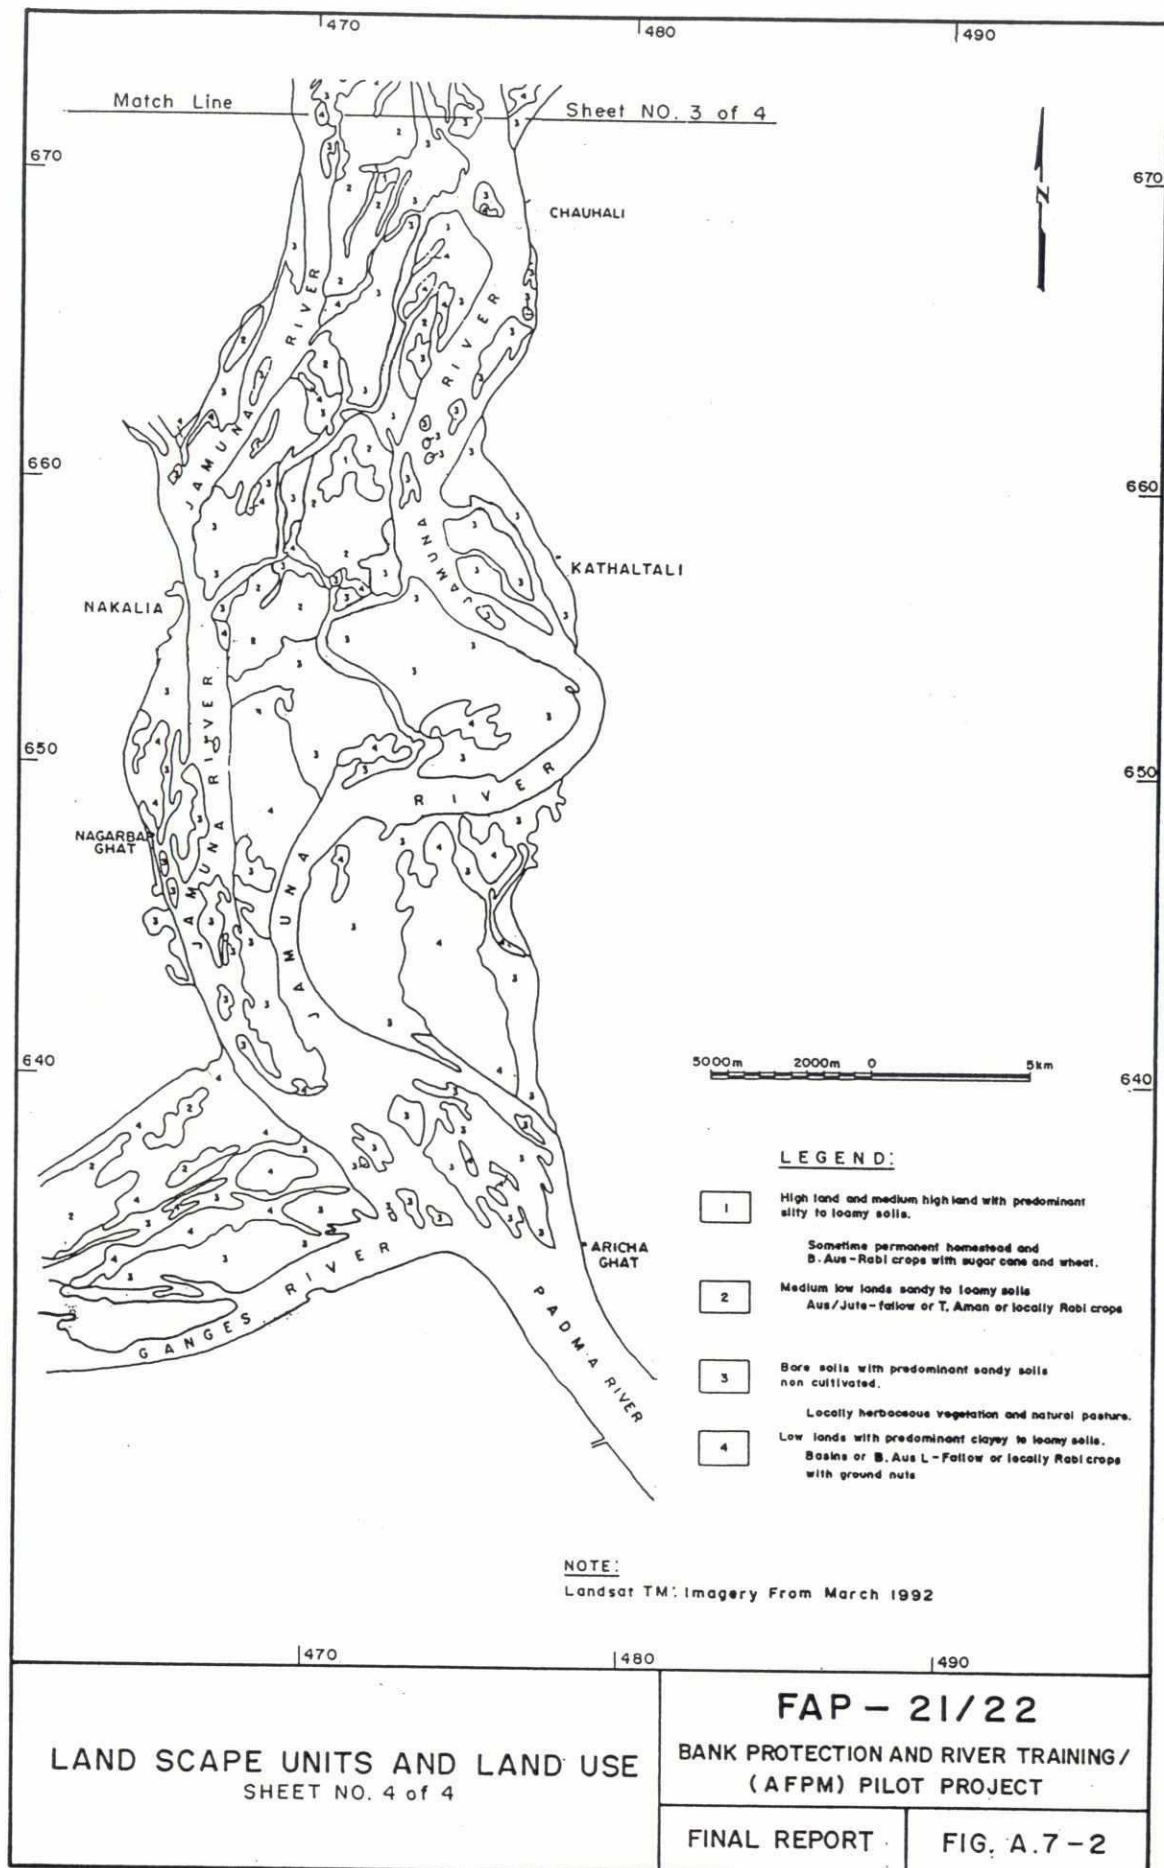 470
480
490
Match Line
Sheet NO. 3 of 4
670
670
N
CHAUHALI
JAMUNA RIVER
JAMUNA RIVER
660
660
KATHALTALI
NAKALIA
JAMUNA RIVER
650
650
JAMUNA RIVER
GHAT
640
640
5000m 2000m 0 5km
LEGEND:
1
High land and medium high land with predominant
silty to loamy soils.
Sometime permanent homestead and
B. Aus-Rabi crops with sugar cane and wheat.
2
Medium low lands sandy to loamy soils
Aus/Jute-fallow or T. Aman or locally Rabi crops
3
Bare soils with predominant sandy soils
non cultivated.
Locally herbaceous vegetation and natural pasture.
4
Low lands with predominant clayey to loamy soils.
Basins or B. Aus L-Fallow or locally Rabi crops
with ground nuts
ARICHA
GHAT
GANGES RIVER
PADMA RIVER
NOTE:
Landsat TM: Imagery From March 1992
470
480
490
LAND SCAPE UNITS AND LAND USE
SHEET NO. 4 of 4
FAP - 21/22
BANK PROTECTION AND RIVER TRAINING/
(AFPM) PILOT PROJECT
FINAL REPORT
FIG. A.7-2